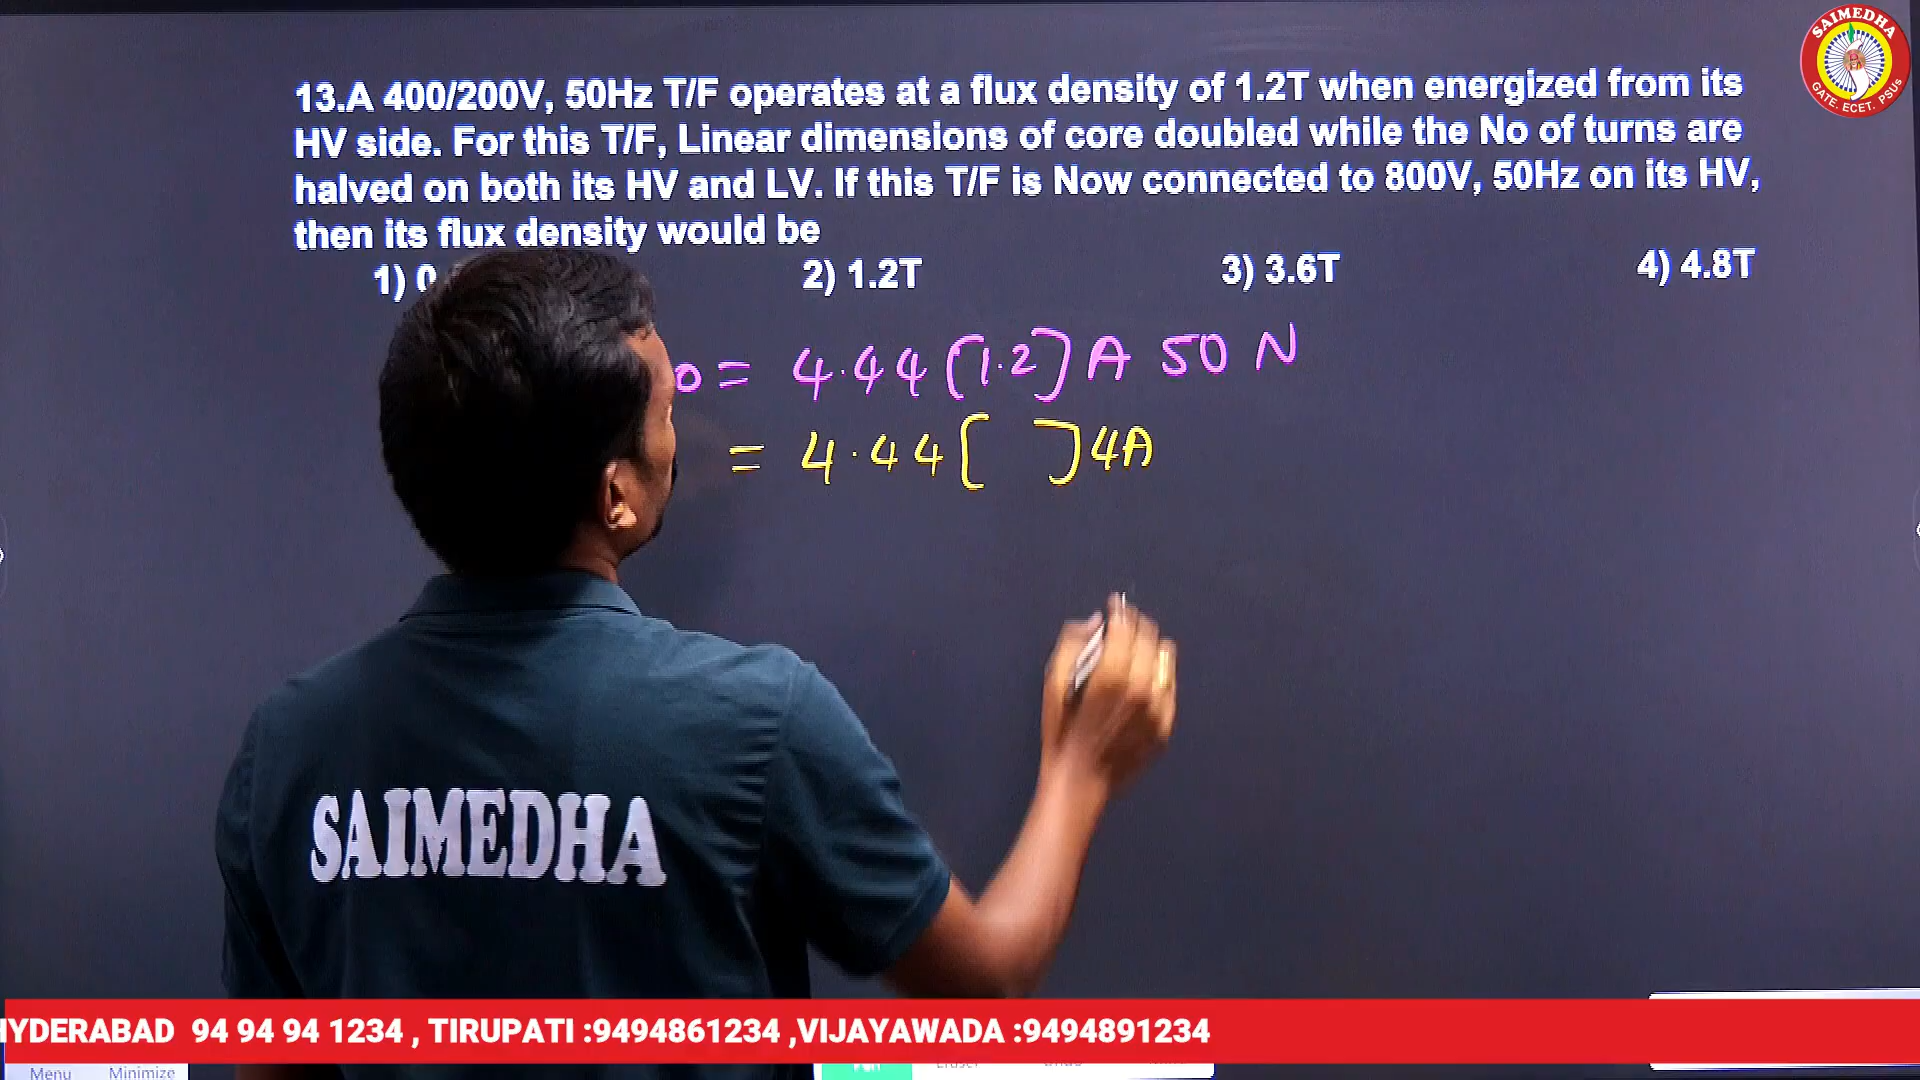 SAIMEDHA
GATE. ECET. PSUs
13.A 400/200V, 50Hz T/F operates at a flux density of 1.2T when energized from its
HV side. For this T/F, Linear dimensions of core doubled while the No of turns are
halved on both its HV and LV. If this T/F is Now connected to 800V, 50Hz on its HV,
then its flux density would be
1) 0 2) 1.2T 3) 3.6T 4) 4.8T
0 = 4.44 [1.2] A 50 N
= 4.44 [ ] 4A
SAIMEDHA
HYDERABAD 94 94 94 1234 , TIRUPATI :9494861234 ,VIJAYAWADA :9494891234
Menu Minimize